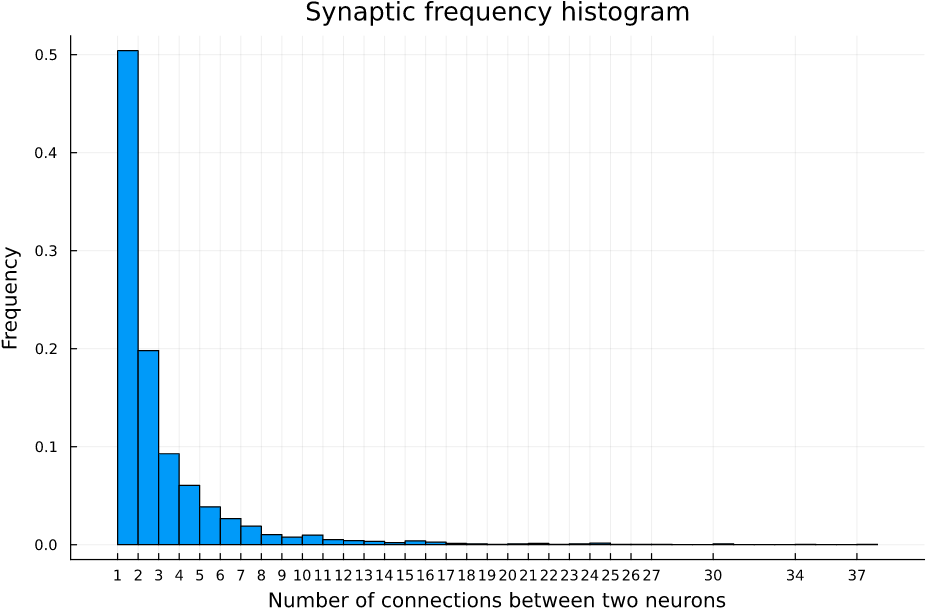 Synaptic frequency histogram
Frequency
0.5
0.4
0.3
0.2
0.1
0.0
1 2 3 4 5 6 7 8 9 10 11 12 13 14 15 16 17 18 19 20 21 22 23 24 25 26 27 30 34 37
Number of connections between two neurons